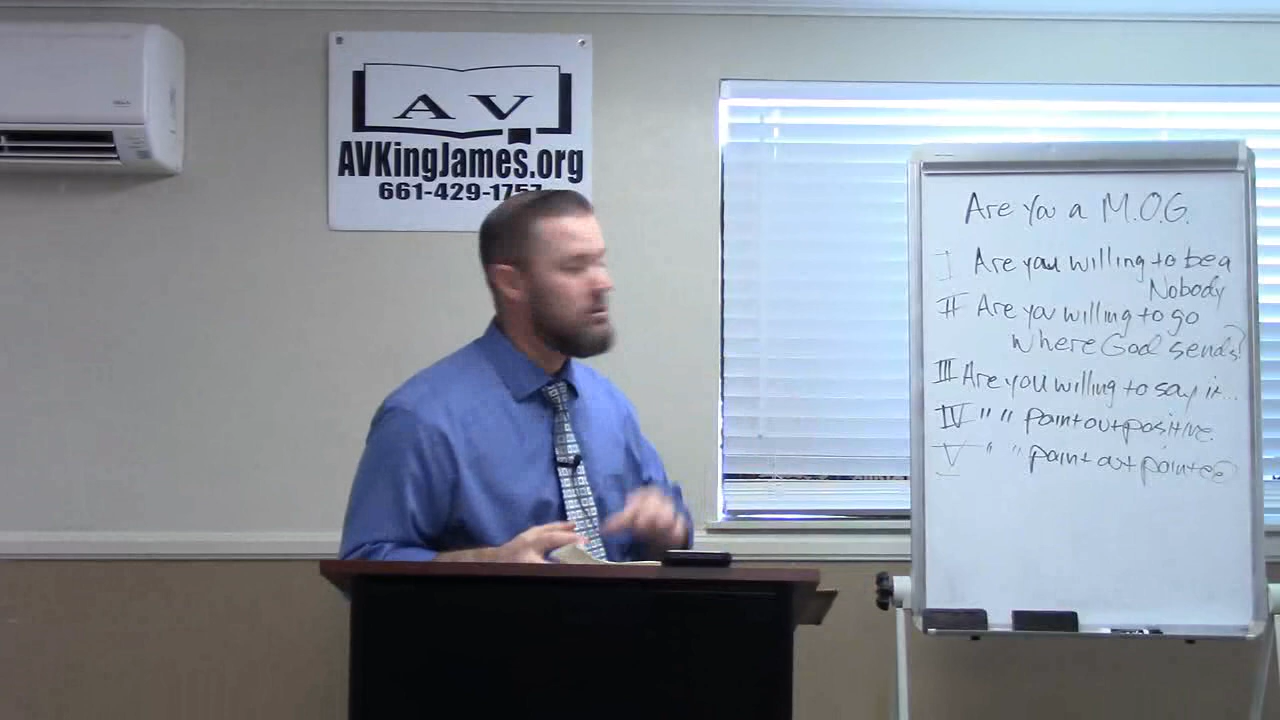 A V
AVKingJames.org
661-429-1757
Are You a M.O.G.
I Are you willing to be a
Nobody
II Are you willing to go
where God sends?
III Are you willing to say it...
IV " " point out positive.
V " " point out pointed